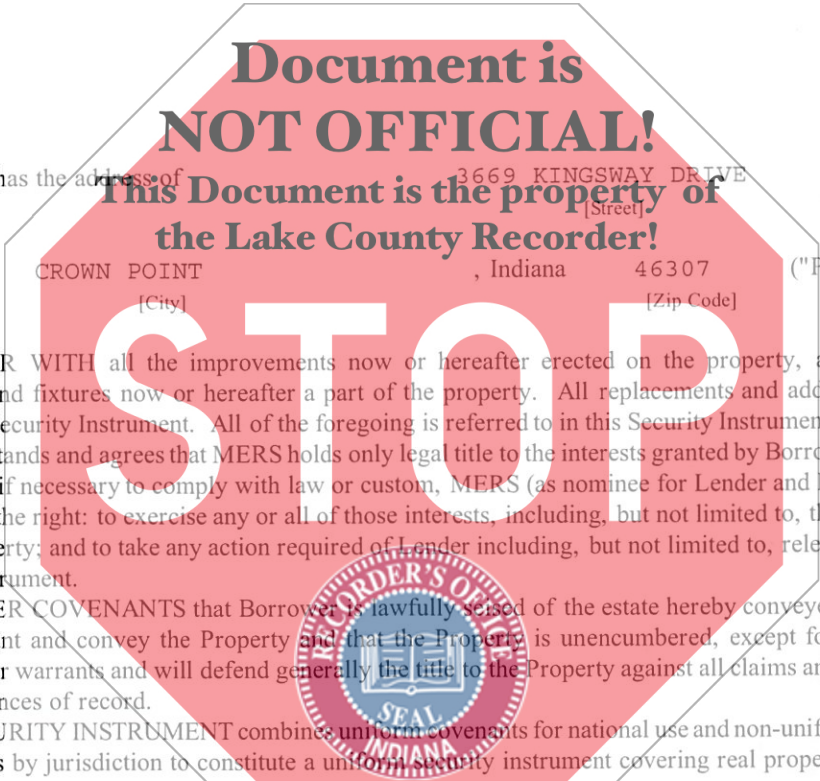 Document is
NOT OFFICIAL!
has the address of 3669 KINGSWAY DRIVE
This Document is the property of
[Street]
the Lake County Recorder!
CROWN POINT , Indiana 46307 ("P
[City] [Zip Code]
STOP
R WITH all the improvements now or hereafter erected on the property, a
nd fixtures now or hereafter a part of the property. All replacements and add
ecurity Instrument. All of the foregoing is referred to in this Security Instrumen
tands and agrees that MERS holds only legal title to the interests granted by Borro
if necessary to comply with law or custom, MERS (as nominee for Lender and
the right: to exercise any or all of those interests, including, but not limited to, th
erty; and to take any action required of Lender including, but not limited to, rele
rument.
ER COVENANTS that Borrower is lawfully seised of the estate hereby conveye
nt and convey the Property and that the Property is unencumbered, except fo
r warrants and will defend generally the title to the Property against all claims an
nces of record.
URITY INSTRUMENT combines uniform covenants for national use and non-unif
s by jurisdiction to constitute a uniform security instrument covering real prope
RECORDER'S OFFICE
SEAL
INDIANA